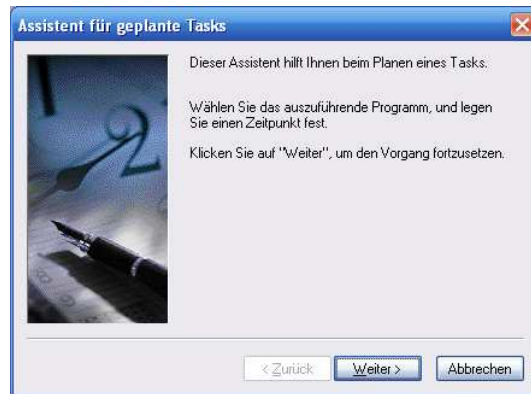 Assistent für geplante Tasks
Dieser Assistent hilft Ihnen beim Planen eines Tasks.
Wählen Sie das auszuführende Programm, und legen
Sie einen Zeitpunkt fest.
Klicken Sie auf "Weiter", um den Vorgang fortzusetzen.
< Zurück
Weiter >
Abbrechen